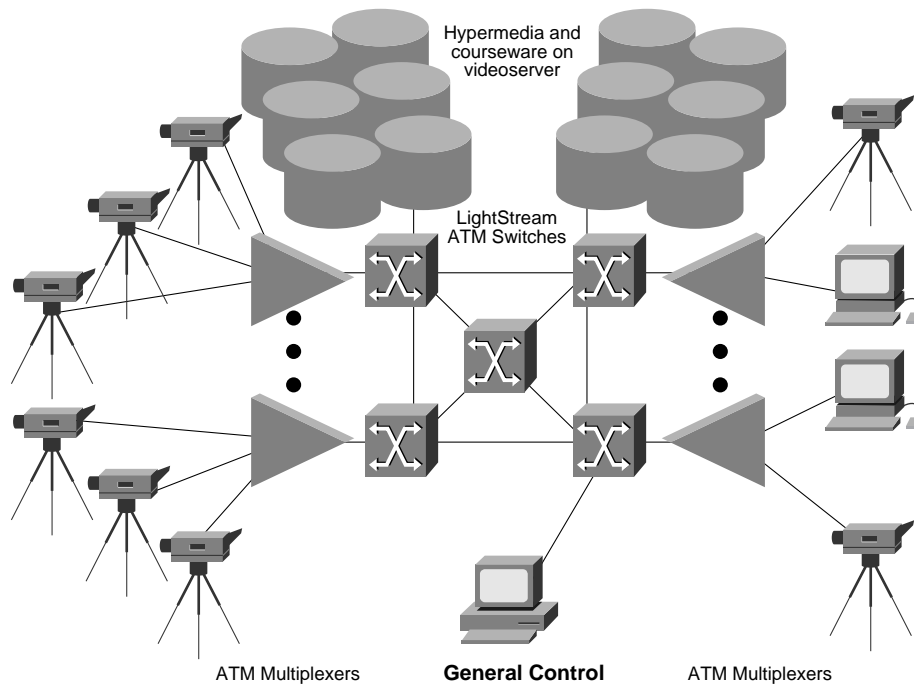 Hypermedia and
courseware on
videoserver
LightStream
ATM Switches
ATM Multiplexers
General Control
ATM Multiplexers